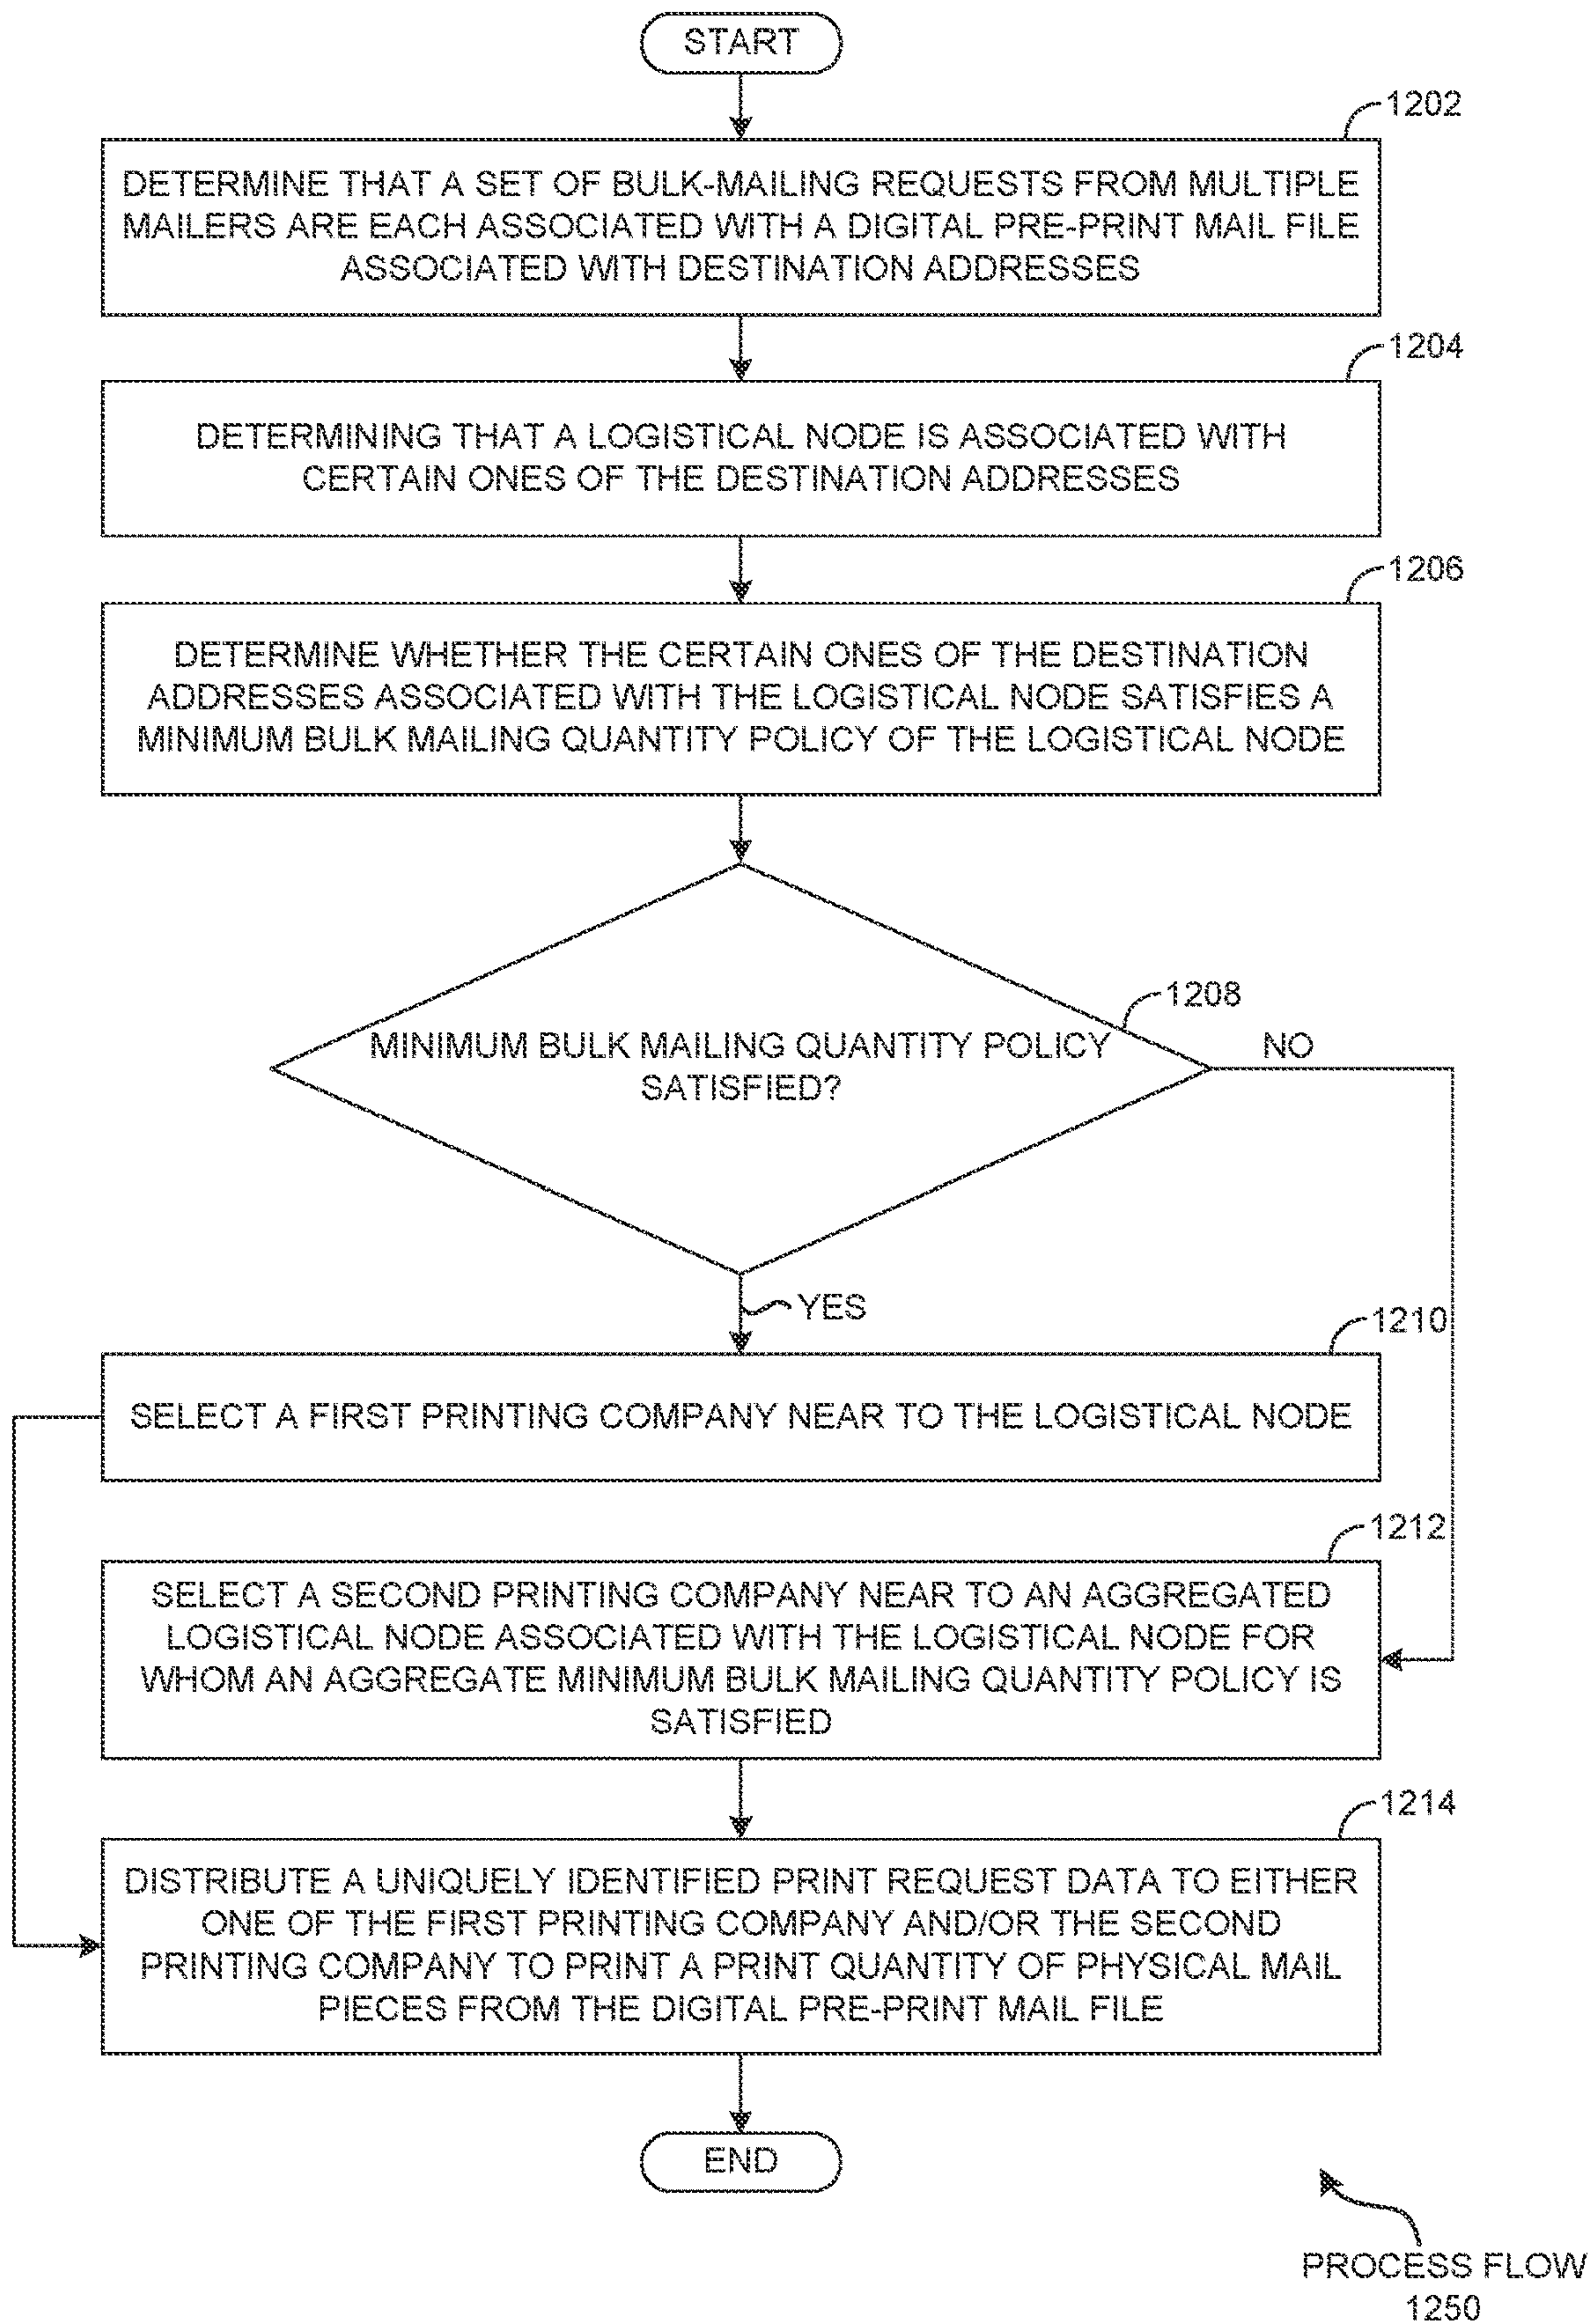 START
1202
DETERMINE THAT A SET OF BULK-MAILING REQUESTS FROM MULTIPLE
MAILERS ARE EACH ASSOCIATED WITH A DIGITAL PRE-PRINT MAIL FILE
ASSOCIATED WITH DESTINATION ADDRESSES
1204
DETERMINING THAT A LOGISTICAL NODE IS ASSOCIATED WITH
CERTAIN ONES OF THE DESTINATION ADDRESSES
1206
DETERMINE WHETHER THE CERTAIN ONES OF THE DESTINATION
ADDRESSES ASSOCIATED WITH THE LOGISTICAL NODE SATISFIES A
MINIMUM BULK MAILING QUANTITY POLICY OF THE LOGISTICAL NODE
1208
MINIMUM BULK MAILING QUANTITY POLICY
SATISFIED?
NO
YES
1210
SELECT A FIRST PRINTING COMPANY NEAR TO THE LOGISTICAL NODE
1212
SELECT A SECOND PRINTING COMPANY NEAR TO AN AGGREGATED
LOGISTICAL NODE ASSOCIATED WITH THE LOGISTICAL NODE FOR
WHOM AN AGGREGATE MINIMUM BULK MAILING QUANTITY POLICY IS
SATISFIED
1214
DISTRIBUTE A UNIQUELY IDENTIFIED PRINT REQUEST DATA TO EITHER
ONE OF THE FIRST PRINTING COMPANY AND/OR THE SECOND
PRINTING COMPANY TO PRINT A PRINT QUANTITY OF PHYSICAL MAIL
PIECES FROM THE DIGITAL PRE-PRINT MAIL FILE
END
PROCESS FLOW
1250